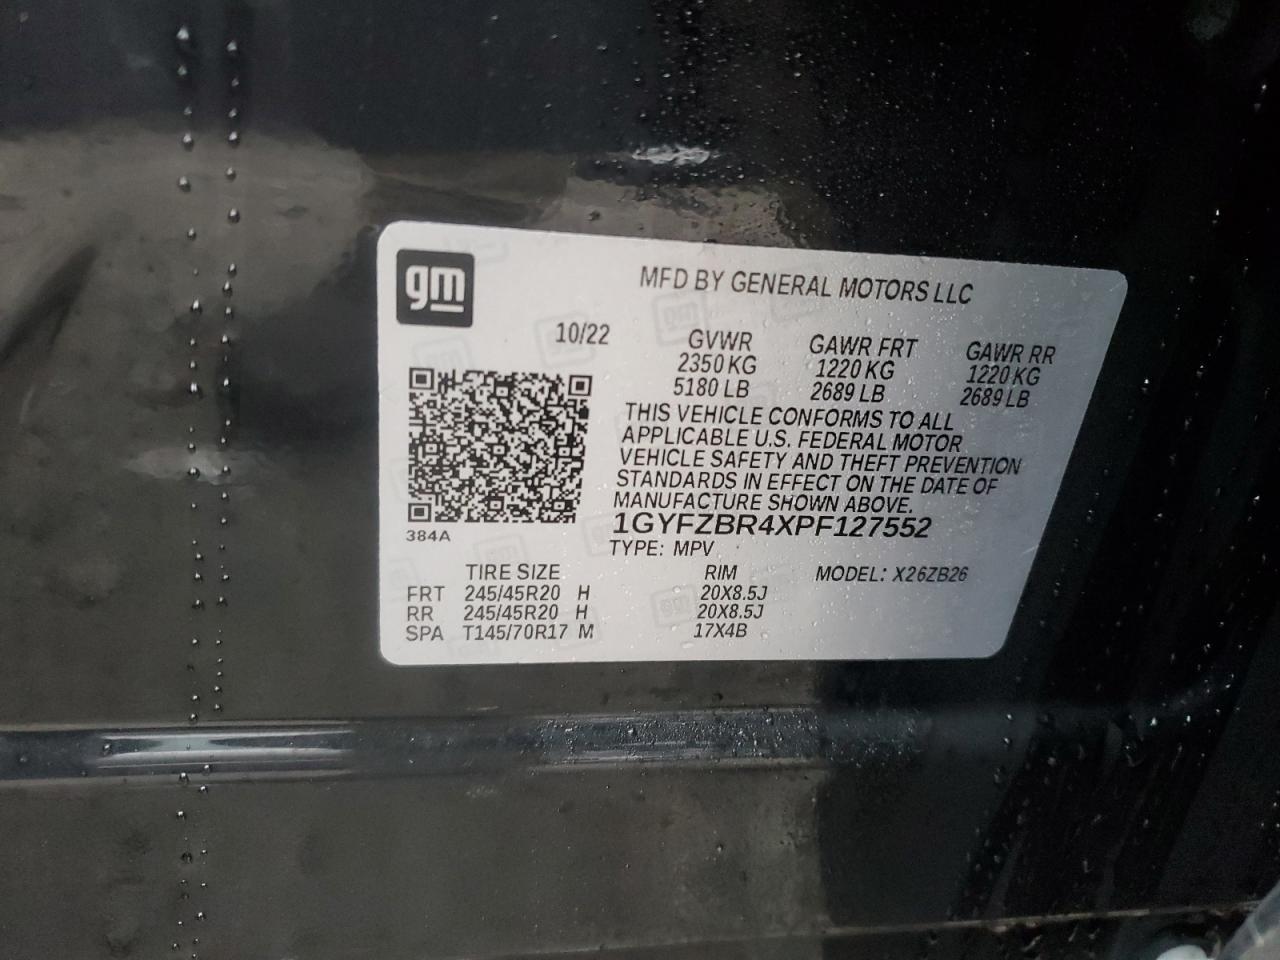 gm
MFD BY GENERAL MOTORS LLC
10/22 GVWR GAWR FRT GAWR RR
2350 KG 1220 KG 1220 KG
5180 LB 2689 LB 2689 LB
THIS VEHICLE CONFORMS TO ALL
APPLICABLE U.S. FEDERAL MOTOR
VEHICLE SAFETY AND THEFT PREVENTION
STANDARDS IN EFFECT ON THE DATE OF
MANUFACTURE SHOWN ABOVE.
1GYFZBR4XPF127552
384A
TYPE: MPV
TIRE SIZE RIM MODEL: X26ZB26
FRT 245/45R20 H 20X8.5J
RR 245/45R20 H 20X8.5J
SPA T145/70R17 M 17X4B